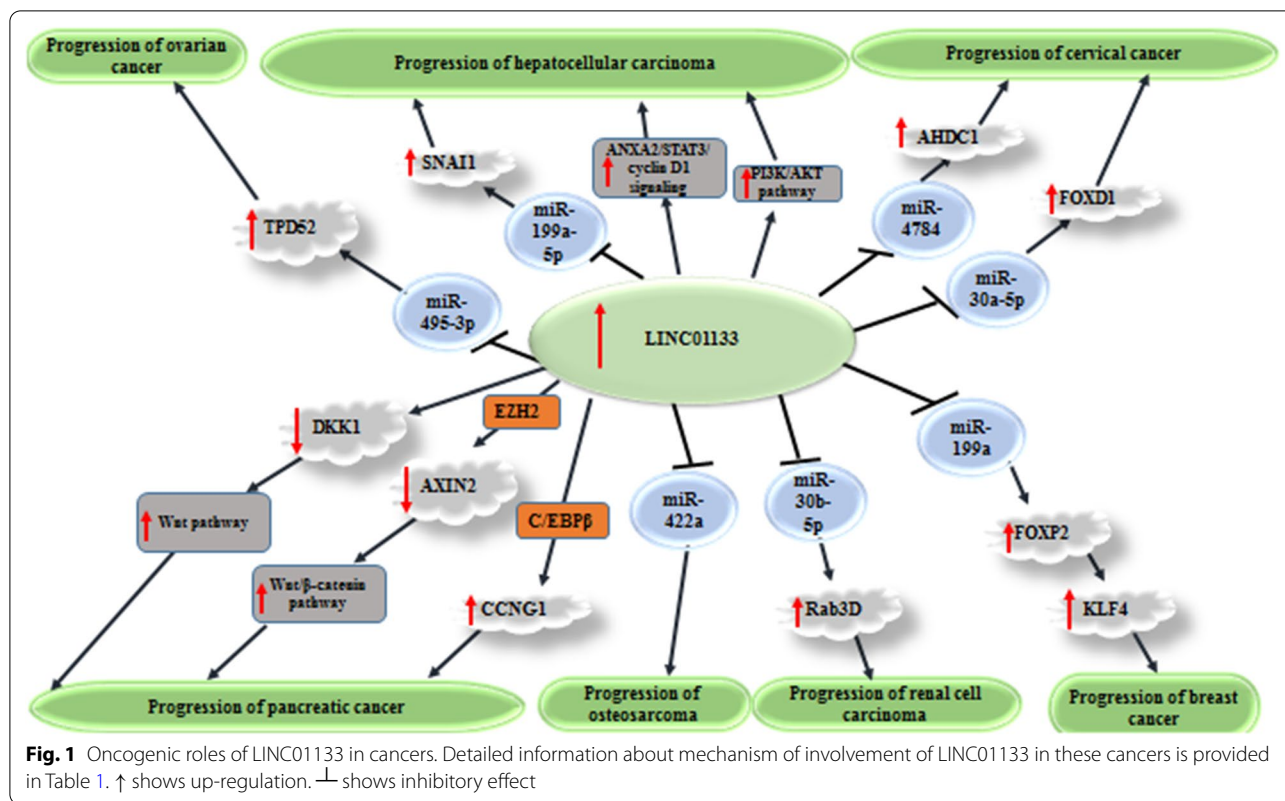 Progression of ovarian
cancer
Progression of hepatocellular carcinoma
Progression of cervical cancer
SNAI1
ANXA2/STAT3/
cyclin D1
signaling
PI3K/AKT
pathway
AHDC1
FOXD1
TPD52
miR-
199a-
5p
miR-
4784
miR-
30a-5p
miR-
495-3p
LINC01133
DKK1
EZH2
AXIN2
C/EBPβ
miR-
422a
miR-
30b-
5p
miR-
199a
Wnt pathway
Wnt/β-catenin
pathway
CCNG1
Rab3D
FOXP2
KLF4
Progression of pancreatic cancer
Progression of
osteosarcoma
Progression of renal cell
carcinoma
Progression of breast
cancer
Fig. 1 Oncogenic roles of LINC01133 in cancers. Detailed information about mechanism of involvement of LINC01133 in these cancers is provided
in Table 1. ↑ shows up-regulation. ┴ shows inhibitory effect